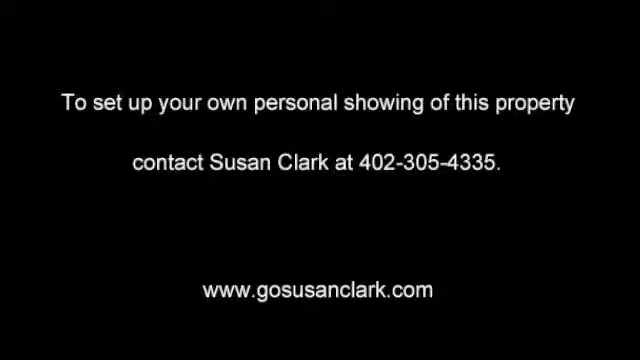 To set up your own personal showing of this property
contact Susan Clark at 402-305-4335.
www.gosusanclark.com